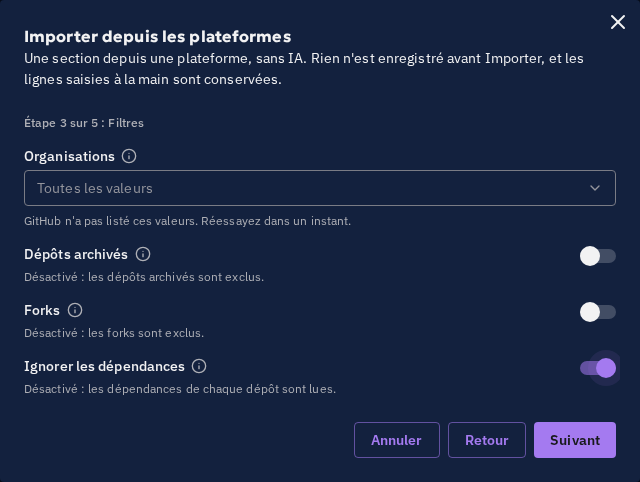 Importer depuis les plateformes
Une section depuis une plateforme, sans IA. Rien n'est enregistré avant Importer, et les
lignes saisies à la main sont conservées.
Étape 3 sur 5 : Filtres
Organisations
Toutes les valeurs
GitHub n'a pas listé ces valeurs. Réessayez dans un instant.
Dépôts archivés
Désactivé : les dépôts archivés sont exclus.
Forks
Désactivé : les forks sont exclus.
Ignorer les dépendances
Désactivé : les dépendances de chaque dépôt sont lues.
Annuler
Retour
Suivant